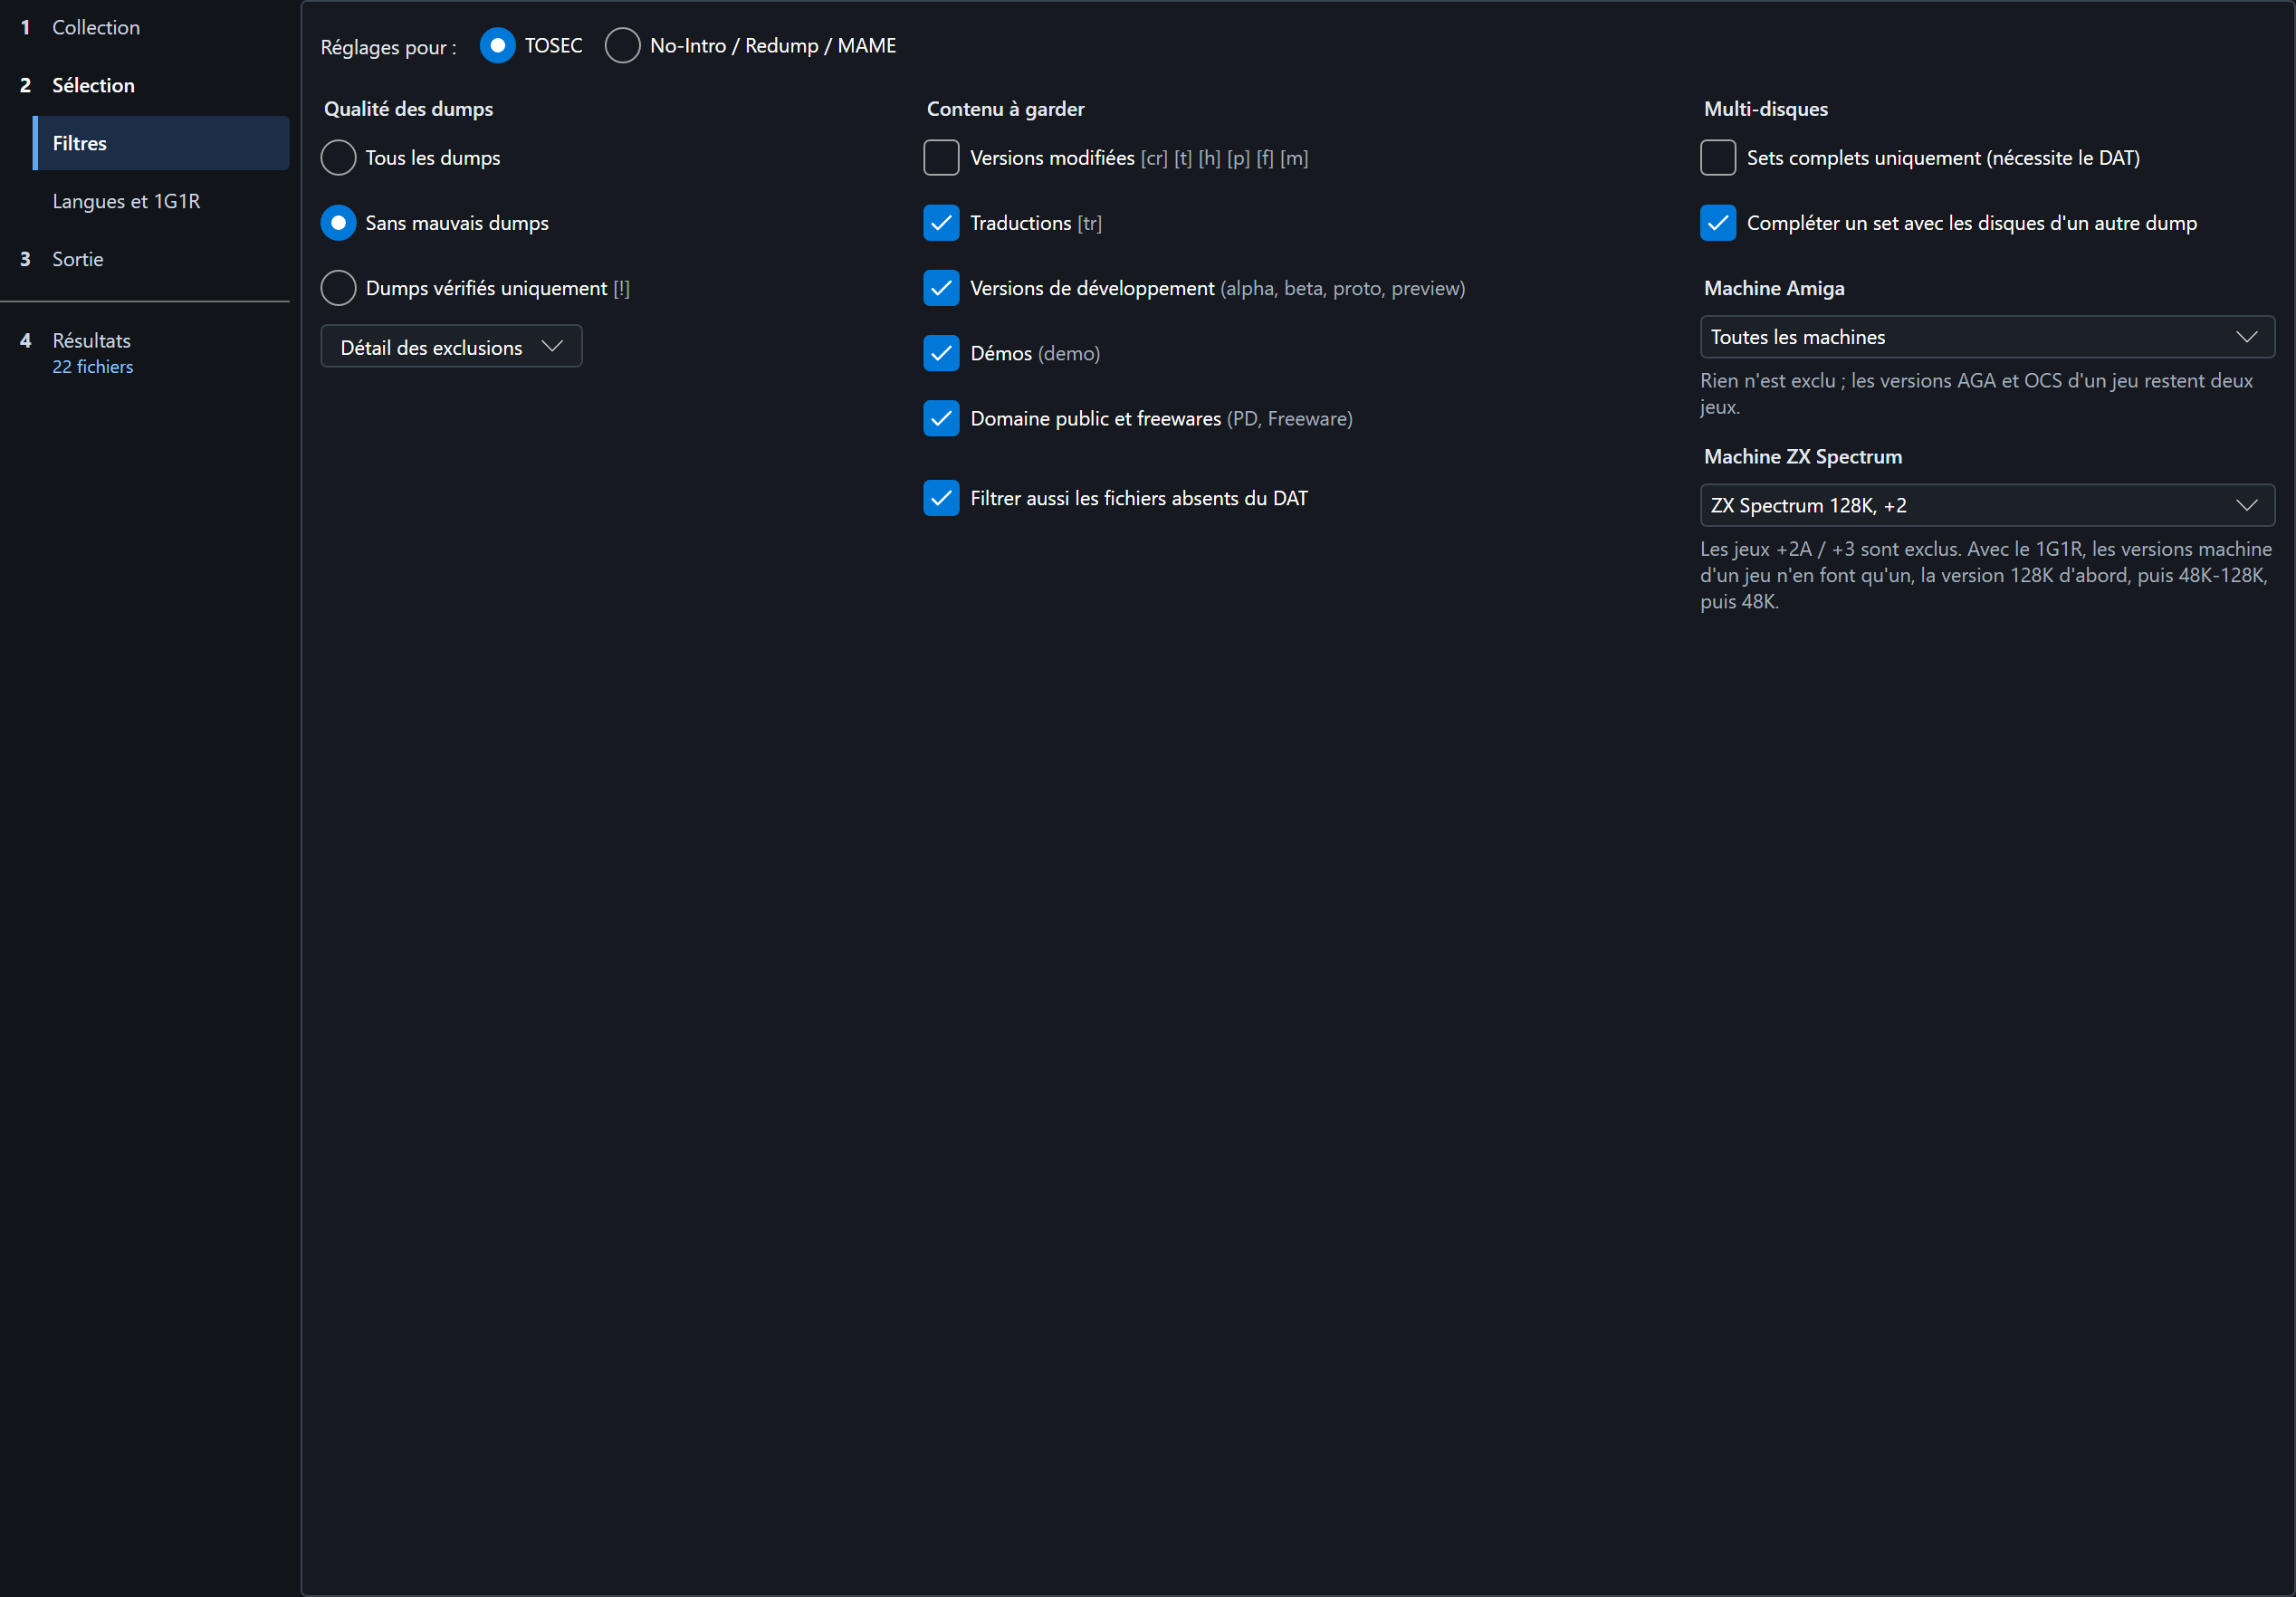 1 Collection
2 Sélection
Filtres
Langues et 1G1R
3 Sortie
4 Résultats
22 fichiers
Réglages pour : TOSEC No-Intro / Redump / MAME
Qualité des dumps
Tous les dumps
Sans mauvais dumps
Dumps vérifiés uniquement [!]
Détail des exclusions
Contenu à garder
Versions modifiées [cr] [t] [h] [p] [f] [m]
Traductions [tr]
Versions de développement (alpha, beta, proto, preview)
Démos (demo)
Domaine public et freewares (PD, Freeware)
Filtrer aussi les fichiers absents du DAT
Multi-disques
Sets complets uniquement (nécessite le DAT)
Compléter un set avec les disques d'un autre dump
Machine Amiga
Toutes les machines
Rien n'est exclu ; les versions AGA et OCS d'un jeu restent deux
jeux.
Machine ZX Spectrum
ZX Spectrum 128K, +2
Les jeux +2A / +3 sont exclus. Avec le 1G1R, les versions machine
d'un jeu n'en font qu'un, la version 128K d'abord, puis 48K-128K,
puis 48K.